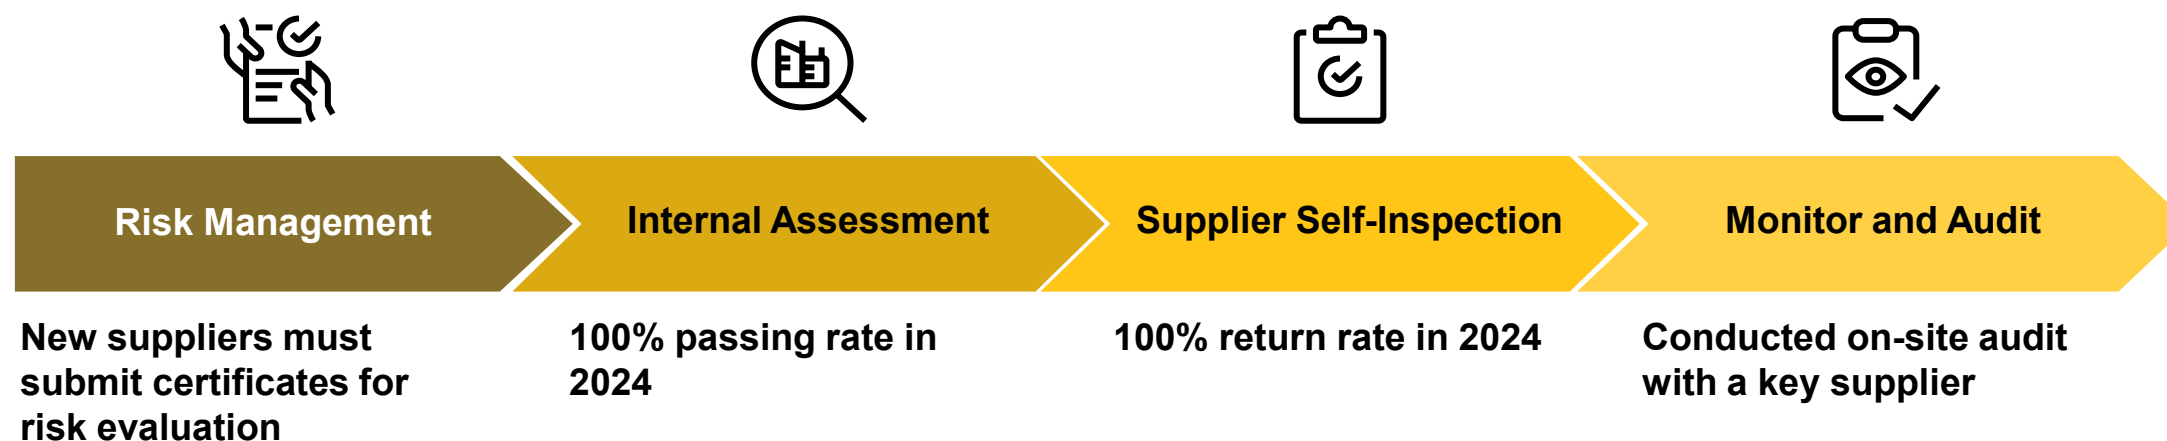 Risk Management
Internal Assessment
Supplier Self-Inspection
Monitor and Audit
New suppliers must
submit certificates for
risk evaluation
100% passing rate in
2024
100% return rate in 2024
Conducted on-site audit
with a key supplier